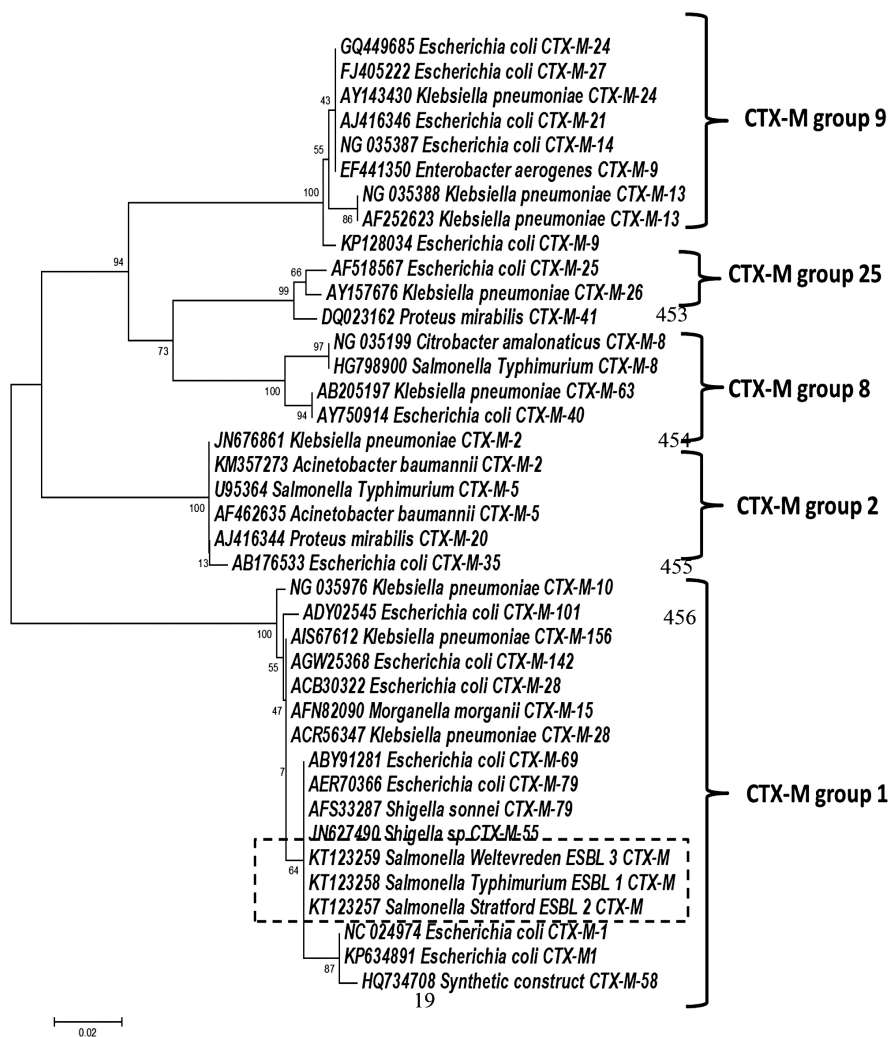 GQ449685 Escherichia coli CTX-M-24
FJ405222 Escherichia coli CTX-M-27
43
AY143430 Klebsiella pneumoniae CTX-M-24
AJ416346 Escherichia coli CTX-M-21
CTX-M group 9
55
NG 035387 Escherichia coli CTX-M-14
EF441350 Enterobacter aerogenes CTX-M-9
100
NG 035388 Klebsiella pneumoniae CTX-M-13
86
AF252623 Klebsiella pneumoniae CTX-M-13
KP128034 Escherichia coli CTX-M-9
94
66
AF518567 Escherichia coli CTX-M-25
CTX-M group 25
99
AY157676 Klebsiella pneumoniae CTX-M-26
DQ023162 Proteus mirabilis CTX-M-41
453
73
97
NG 035199 Citrobacter amalonaticus CTX-M-8
HG798900 Salmonella Typhimurium CTX-M-8
100
AB205197 Klebsiella pneumoniae CTX-M-63
CTX-M group 8
94
AY750914 Escherichia coli CTX-M-40
JN676861 Klebsiella pneumoniae CTX-M-2
454
KM357273 Acinetobacter baumannii CTX-M-2
U95364 Salmonella Typhimurium CTX-M-5
CTX-M group 2
100
AF462635 Acinetobacter baumannii CTX-M-5
AJ416344 Proteus mirabilis CTX-M-20
13
AB176533 Escherichia coli CTX-M-35
455
NG 035976 Klebsiella pneumoniae CTX-M-10
ADY02545 Escherichia coli CTX-M-101
456
100
AIS67612 Klebsiella pneumoniae CTX-M-156
55
AGW25368 Escherichia coli CTX-M-142
ACB30322 Escherichia coli CTX-M-28
47
AFN82090 Morganella morganii CTX-M-15
ACR56347 Klebsiella pneumoniae CTX-M-28
ABY91281 Escherichia coli CTX-M-69
7
AER70366 Escherichia coli CTX-M-79
CTX-M group 1
AFS33287 Shigella sonnei CTX-M-79
JN627490 Shigella sp CTX-M-55
KT123259 Salmonella Weltevreden ESBL 3 CTX-M
64
KT123258 Salmonella Typhimurium ESBL 1 CTX-M
KT123257 Salmonella Stratford ESBL 2 CTX-M
NC 024974 Escherichia coli CTX-M-1
KP634891 Escherichia coli CTX-M1
87
HQ734708 Synthetic construct CTX-M-58
19
0.02